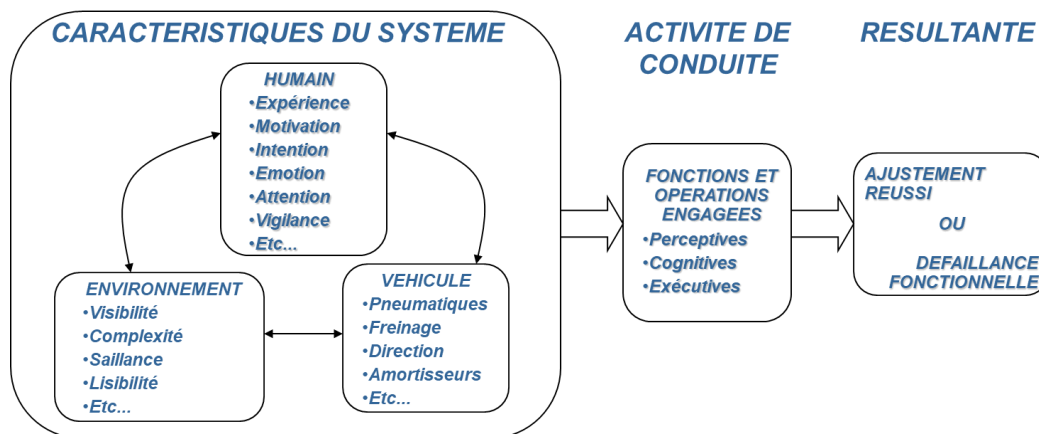 CARACTERISTIQUES DU SYSTEME
HUMAIN
•Expérience
•Motivation
•Intention
•Emotion
•Attention
•Vigilance
•Etc...
ENVIRONNEMENT
•Visibilité
•Complexité
•Saillance
•Lisibilité
•Etc...
VEHICULE
•Pneumatiques
•Freinage
•Direction
•Amortisseurs
•Etc...
ACTIVITE DE
CONDUITE
FONCTIONS ET
OPERATIONS
ENGAGEES
•Perceptives
•Cognitives
•Exécutives
RESULTANTE
AJUSTEMENT
REUSSI
OU
DEFAILLANCE
FONCTIONNELLE